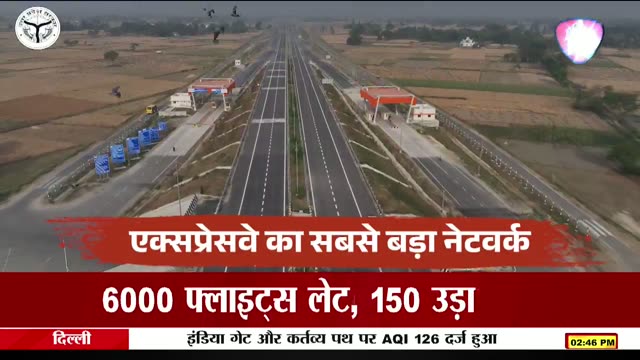 एक्सप्रेसवे का सबसे बड़ा नेटवर्क
6000 फ्लाइट्स लेट, 150 उड़ा
दिल्ली
इंडिया गेट और कर्तव्य पथ पर AQI 126 दर्ज हुआ
02:46 PM